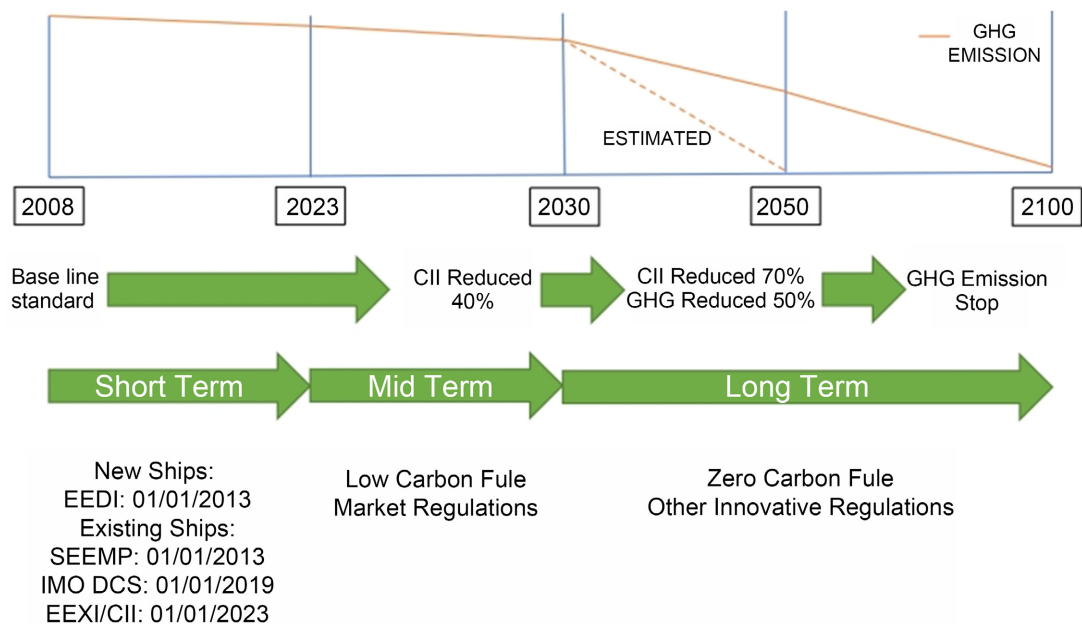 GHG
EMISSION
ESTIMATED
2008
2023
2030
2050
2100
Base line
standard
CII Reduced
40%
CII Reduced 70%
GHG Reduced 50%
GHG Emission
Stop
Short Term
Mid Term
Long Term
New Ships:
EEDI: 01/01/2013
Existing Ships:
SEEMP: 01/01/2013
IMO DCS: 01/01/2019
EEXI/CII: 01/01/2023
Low Carbon Fule
Market Regulations
Zero Carbon Fule
Other Innovative Regulations